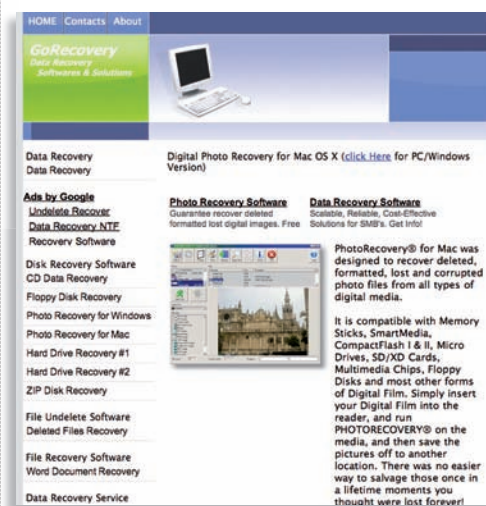 HOME Contacts About
GoRecovery
Data Recovery
Softwares & Solutions
Data Recovery
Data Recovery
Ads by Google
Undelete Recover
Data Recovery NTF
Recovery Software
Disk Recovery Software
CD Data Recovery
Floppy Disk Recovery
Photo Recovery for Windows
Photo Recovery for Mac
Hard Drive Recovery #1
Hard Drive Recovery #2
ZIP Disk Recovery
File Undelete Software
Deleted Files Recovery
File Recovery Software
Word Document Recovery
Data Recovery Service
Digital Photo Recovery for Mac OS X (click Here for PC/Windows
Version)
Photo Recovery Software
Guarantee recover deleted
formatted lost digital images. Free
Data Recovery Software
Scalable, Reliable, Cost-Effective
Solutions for SMB's. Get Info!
PhotoRecovery® for Mac was
designed to recover deleted,
formatted, lost and corrupted
photo files from all types of
digital media.
It is compatible with Memory
Sticks, SmartMedia,
CompactFlash I & II, Micro
Drives, SD/XD Cards,
Multimedia Chips, Floppy
Disks and most other forms
of Digital Film. Simply insert
your Digital Film into the
reader, and run
PHOTORECOVERY® on the
media, and then save the
pictures off to another
location. There was no easier
way to salvage those once in
a lifetime moments you
thought were lost forever!